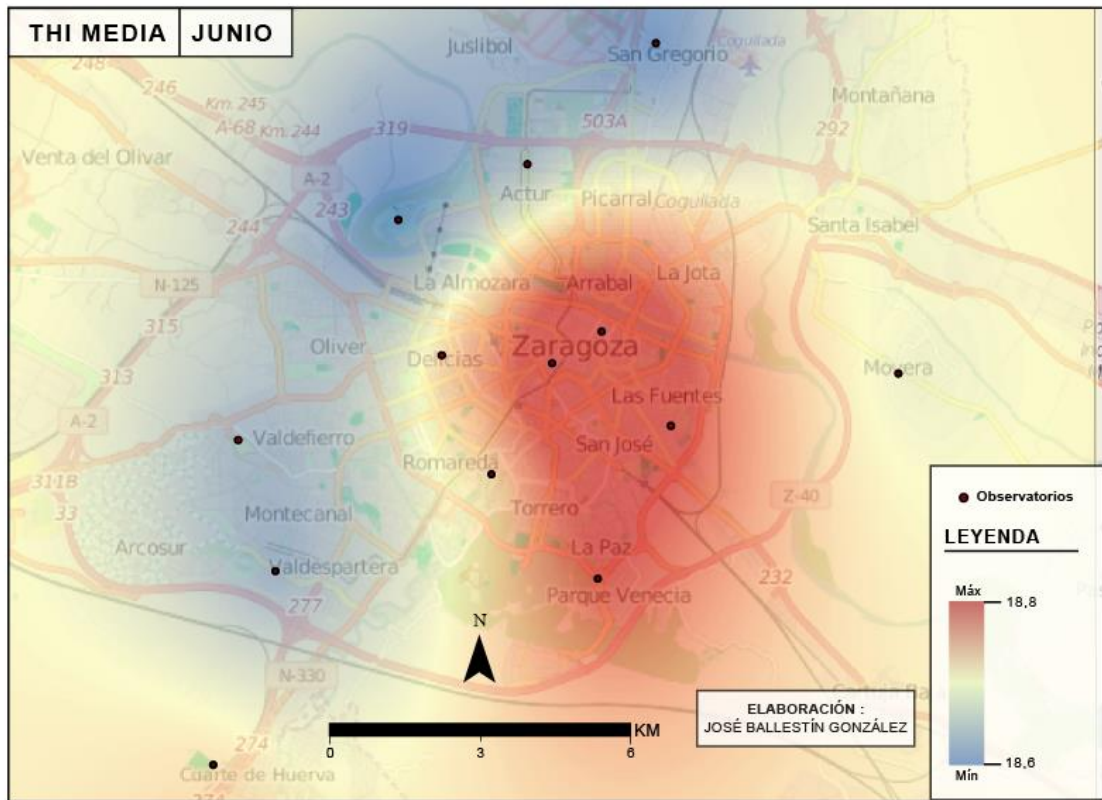 THI MEDIA JUNIO
Juslibol
San Gregorio
Cogullada
248
246
Km. 245
A-68 Km. 244
319
503A
292
Montañana
Venta del Olivar
A-2
243
Actur
Picarral
Cogullada
244
Santa Isabel
N-125
La Almozara
Arrabal
La Jota
315
Oliver
Delicias
Zaragoza
Movera
313
Las Fuentes
A-2
Valdefierro
San José
Romareda
311B
33
Montecanal
Torrero
Z-40
Arcosur
Valdespartera
La Paz
232
277
Parque Venecia
N
N-330
274
Cuarte de Huerva
274
KM
0 3 6
ELABORACIÓN :
JOSÉ BALLESTÍN GONZÁLEZ
Observatorios
LEYENDA
Máx
18,8
18,6
Mín